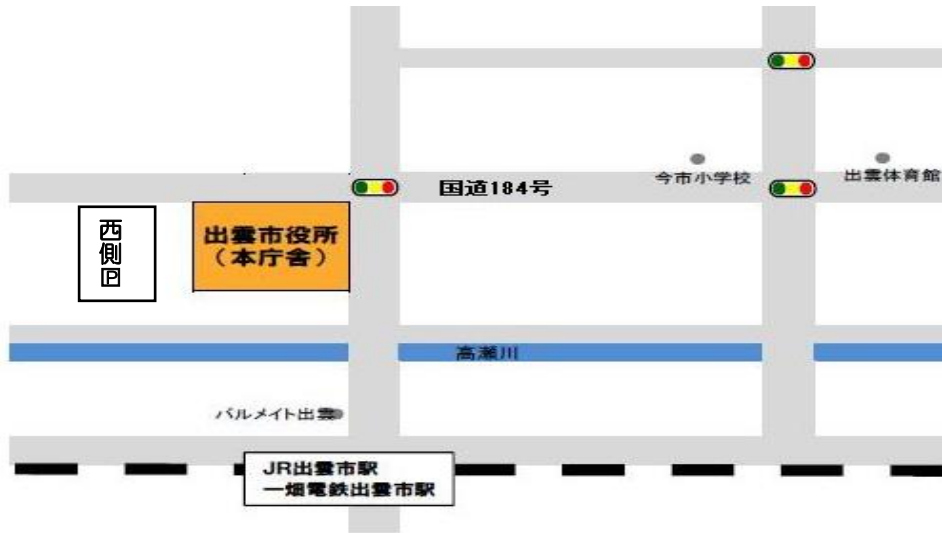 国道184号
今市小学校
出雲体育館
西側🄿
出雲市役所
（本庁舎）
高瀬川
パルメイト出雲
JR出雲市駅
一畑電鉄出雲市駅